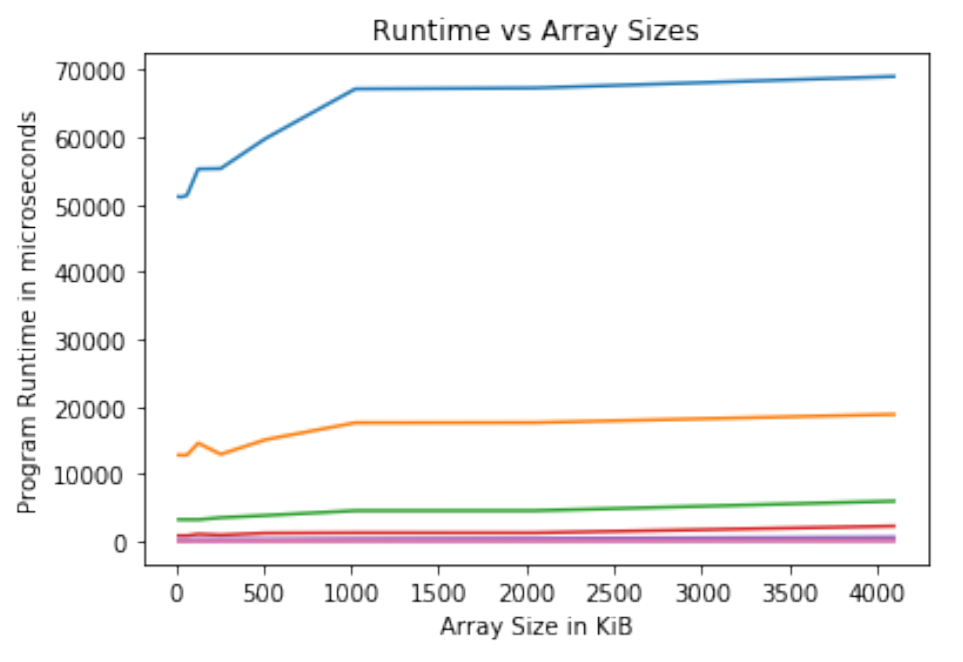 Runtime vs Array Sizes
70000
60000
50000
40000
30000
20000
10000
0
Program Runtime in microseconds
0 500 1000 1500 2000 2500 3000 3500 4000
Array Size in KiB